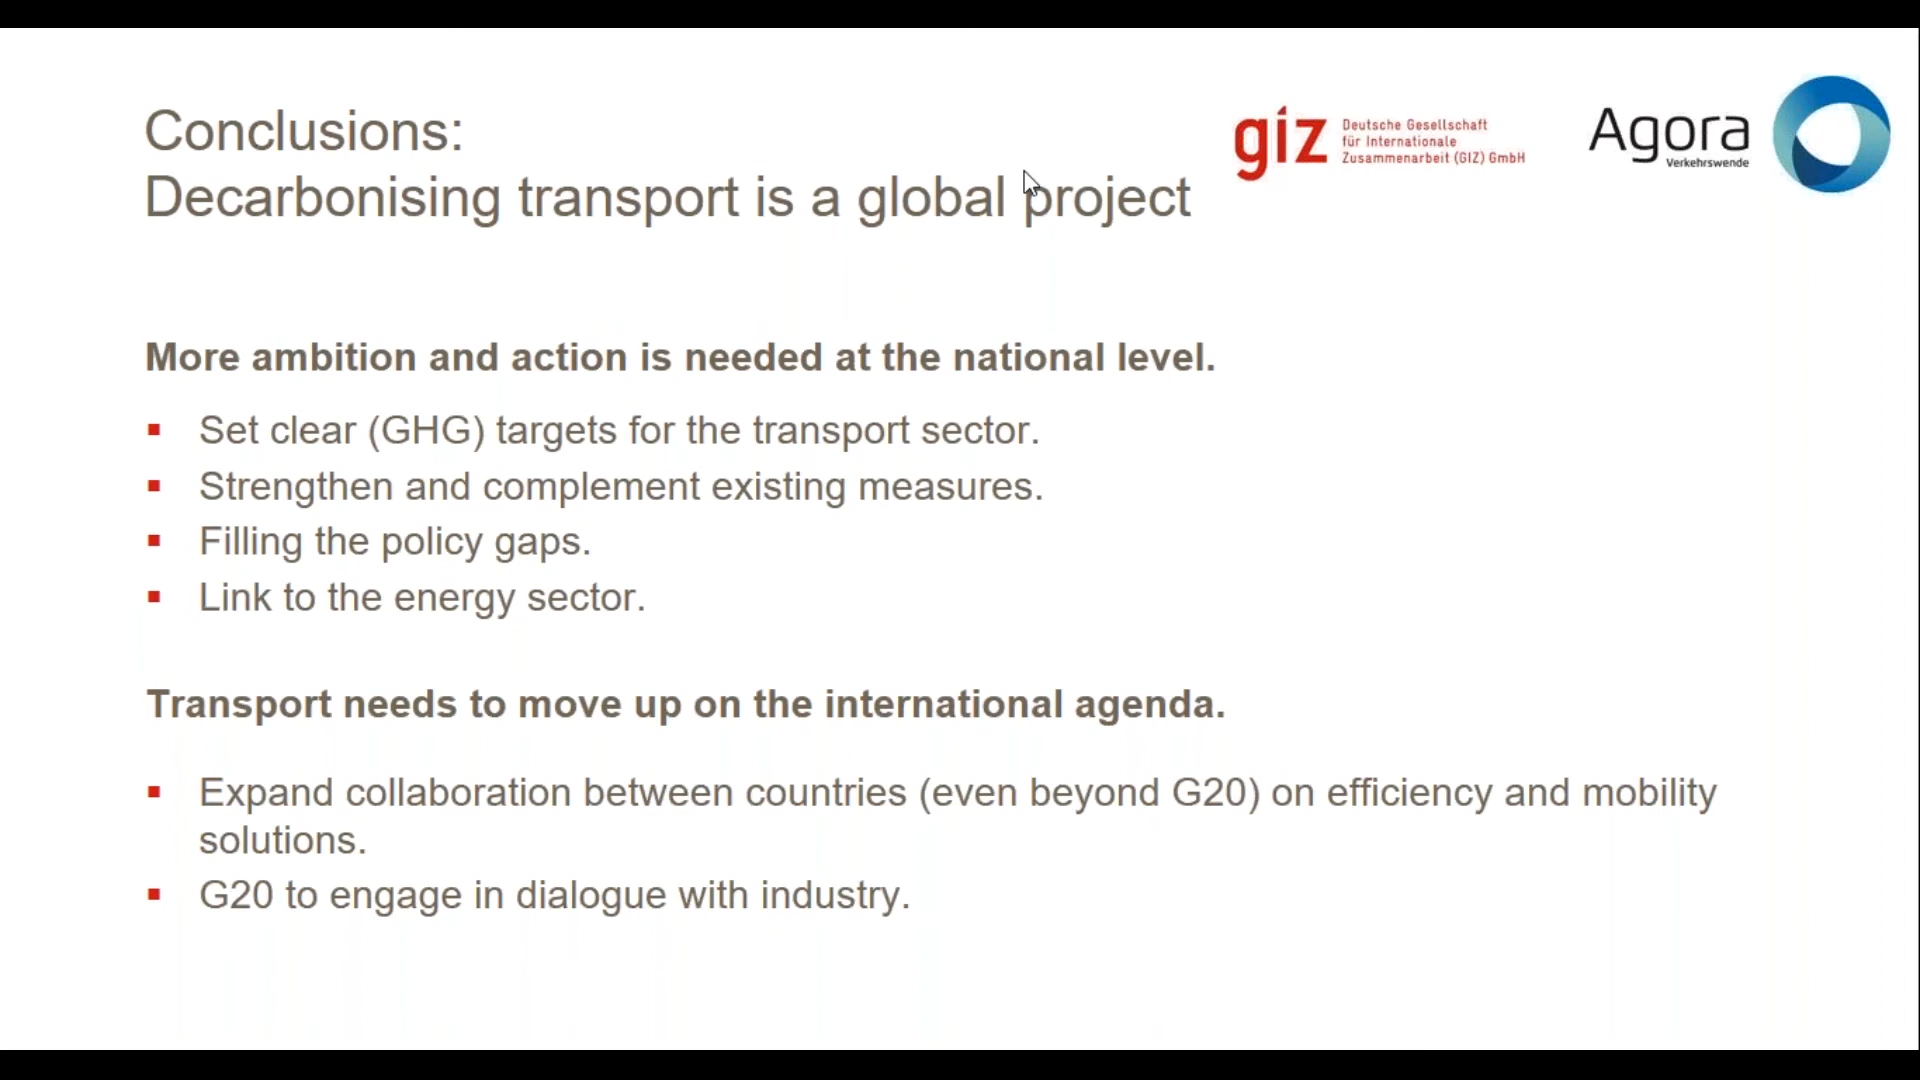 Conclusions:
Decarbonising transport is a global project
giz
Deutsche Gesellschaft
für Internationale
Zusammenarbeit (GIZ) GmbH
Agora
Verkehrswende
More ambition and action is needed at the national level.
▪ Set clear (GHG) targets for the transport sector.
▪ Strengthen and complement existing measures.
▪ Filling the policy gaps.
▪ Link to the energy sector.
Transport needs to move up on the international agenda.
▪ Expand collaboration between countries (even beyond G20) on efficiency and mobility
solutions.
▪ G20 to engage in dialogue with industry.